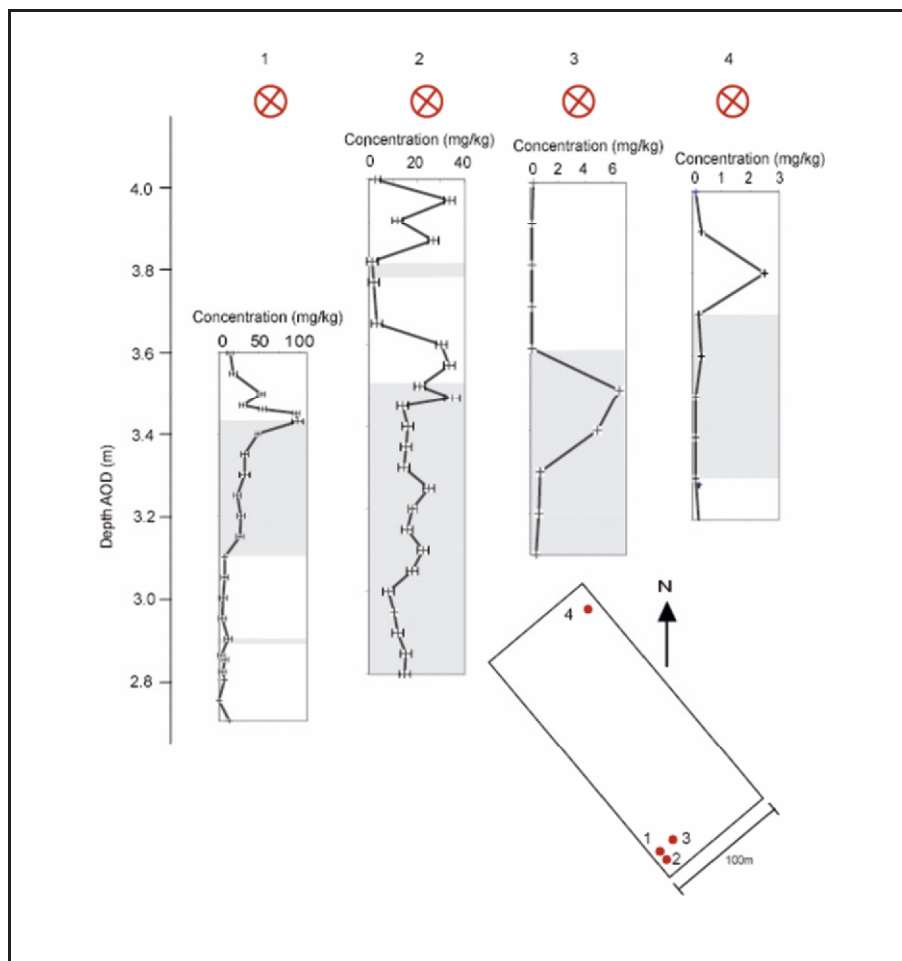 1 2 3 4
Concentration (mg/kg)
0 20 40
Concentration (mg/kg)
0 2 4 6
Concentration (mg/kg)
0 1 2 3
Concentration (mg/kg)
0 50 100
Depth AOD (m)
4.0
3.8
3.6
3.4
3.2
3.0
2.8
N
4
1 3
2
100m